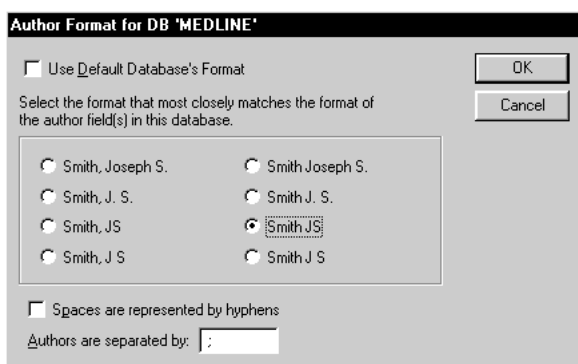 Author Format for DB 'MEDLINE'
Use Default Database's Format
OK
Select the format that most closely matches the format of
the author field(s) in this database.
Cancel
Smith, Joseph S.
Smith Joseph S.
Smith, J. S.
Smith J. S.
Smith, JS
Smith JS
Smith, J S
Smith J S
Spaces are represented by hyphens
Authors are separated by: ;